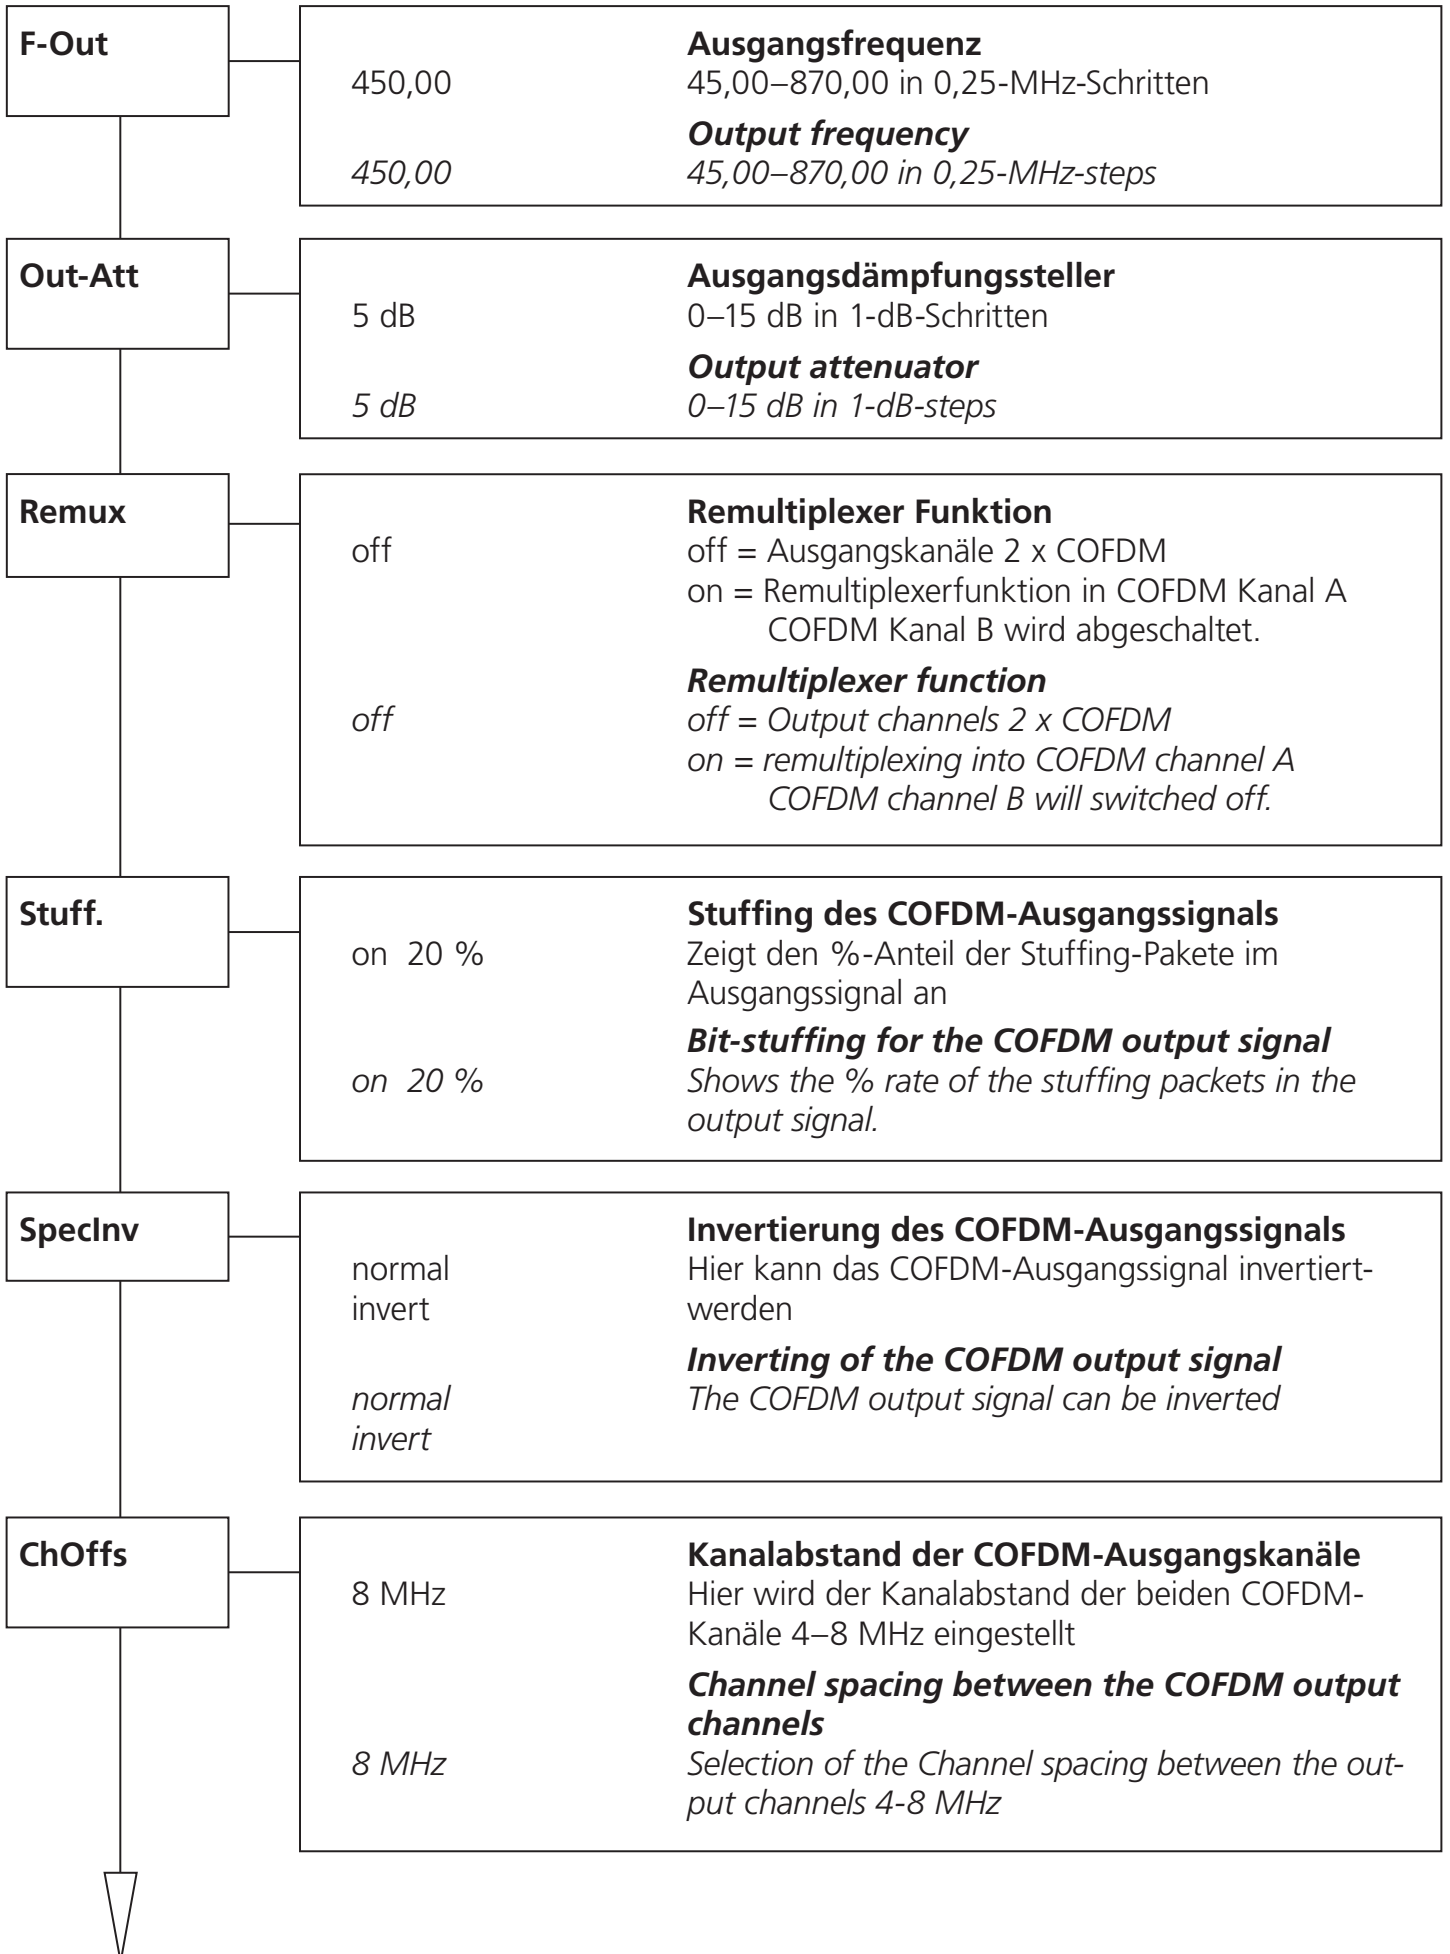 F-Out
Ausgangsfrequenz
450,00 45,00–870,00 in 0,25-MHz-Schritten
Output frequency
450,00 45,00–870,00 in 0,25-MHz-steps
Out-Att
Ausgangsdämpfungssteller
5 dB 0–15 dB in 1-dB-Schritten
Output attenuator
5 dB 0–15 dB in 1-dB-steps
Remux
Remultiplexer Funktion
off off = Ausgangskanäle 2 x COFDM
on = Remultiplexerfunktion in COFDM Kanal A
COFDM Kanal B wird abgeschaltet.
Remultiplexer function
off off = Output channels 2 x COFDM
on = remultiplexing into COFDM channel A
COFDM channel B will switched off.
Stuff.
Stuffing des COFDM-Ausgangssignals
on 20 % Zeigt den %-Anteil der Stuffing-Pakete im
Ausgangssignal an
Bit-stuffing for the COFDM output signal
on 20 % Shows the % rate of the stuffing packets in the
output signal.
SpecInv
Invertierung des COFDM-Ausgangssignals
normal Hier kann das COFDM-Ausgangssignal invertiert-
invert werden
Inverting of the COFDM output signal
normal The COFDM output signal can be inverted
invert
ChOffs
Kanalabstand der COFDM-Ausgangskanäle
8 MHz Hier wird der Kanalabstand der beiden COFDM-
Kanäle 4–8 MHz eingestellt
Channel spacing between the COFDM output
channels
8 MHz Selection of the Channel spacing between the out-
put channels 4-8 MHz